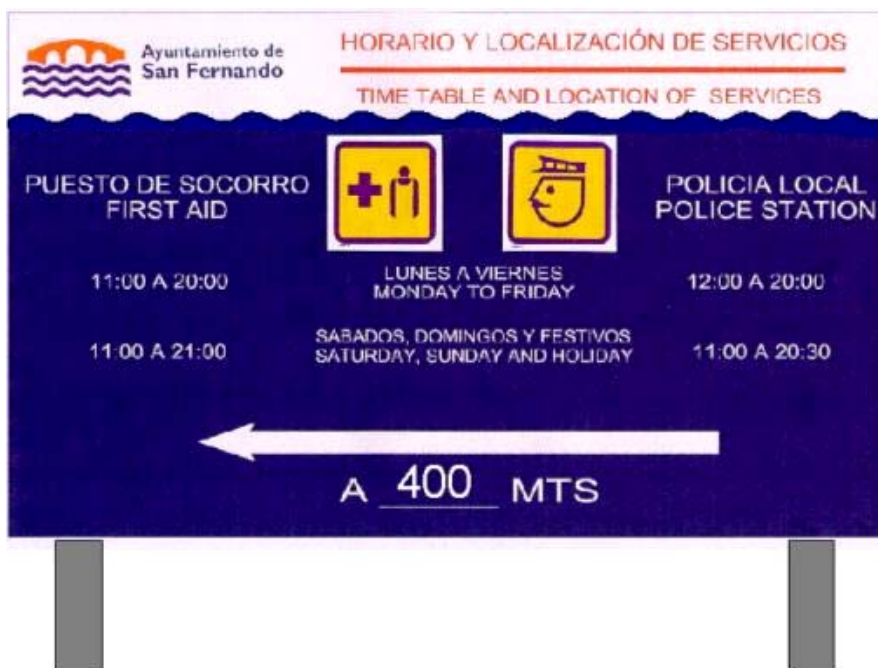 Ayuntamiento de
San Fernando
HORARIO Y LOCALIZACIÓN DE SERVICIOS
TIME TABLE AND LOCATION OF SERVICES
PUESTO DE SOCORRO
FIRST AID
POLICIA LOCAL
POLICE STATION
11:00 A 20:00
LUNES A VIERNES
MONDAY TO FRIDAY
12:00 A 20:00
11:00 A 21:00
SABADOS, DOMINGOS Y FESTIVOS
SATURDAY, SUNDAY AND HOLIDAY
11:00 A 20:30
A 400 MTS